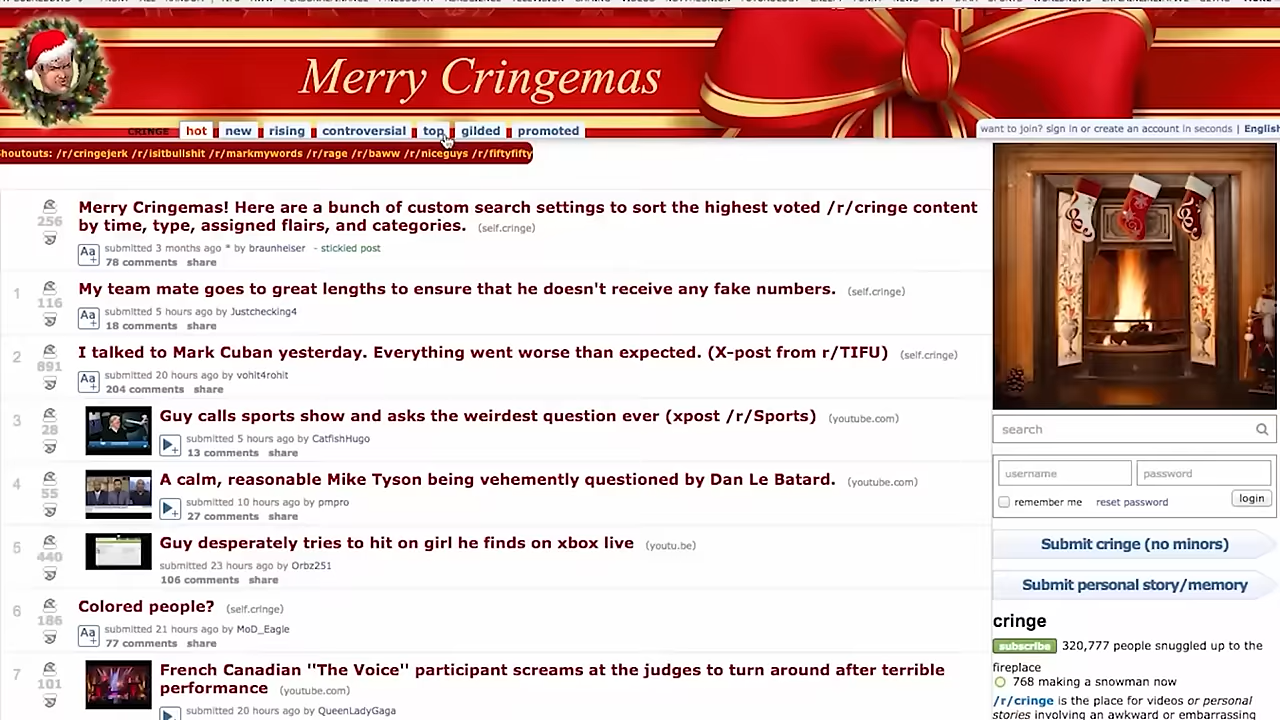 Merry Cringemas
CRINGE hot new rising controversial top gilded promoted
want to join? sign in or create an account in seconds | English
Shoutouts: /r/cringejerk /r/isitbullshit /r/markmywords /r/rage /r/baww /r/niceguys /r/fiftyfifty
256
Merry Cringemas! Here are a bunch of custom search settings to sort the highest voted /r/cringe content
by time, type, assigned flairs, and categories. (self.cringe)
submitted 3 months ago * by braunheiser - stickied post
78 comments share
1
116
My team mate goes to great lengths to ensure that he doesn't receive any fake numbers. (self.cringe)
submitted 5 hours ago by Justchecking4
18 comments share
2
891
I talked to Mark Cuban yesterday. Everything went worse than expected. (X-post from r/TIFU) (self.cringe)
submitted 20 hours ago by vohit4rohit
204 comments share
3
28
Guy calls sports show and asks the weirdest question ever (xpost /r/Sports) (youtube.com)
submitted 5 hours ago by CatfishHugo
13 comments share
4
55
A calm, reasonable Mike Tyson being vehemently questioned by Dan Le Batard. (youtube.com)
submitted 10 hours ago by pmpro
27 comments share
5
440
Guy desperately tries to hit on girl he finds on xbox live (youtu.be)
submitted 23 hours ago by Orbz251
106 comments share
6
186
Colored people? (self.cringe)
submitted 21 hours ago by MoD_Eagle
77 comments share
7
101
French Canadian "The Voice" participant screams at the judges to turn around after terrible
performance (youtube.com)
submitted 20 hours ago by QueenLadyGaga
search
username password
remember me reset password login
Submit cringe (no minors)
Submit personal story/memory
cringe
subscribe 320,777 people snuggled up to the
fireplace
768 making a snowman now
/r/cringe is the place for videos or personal
stories involving an awkward or embarrassing